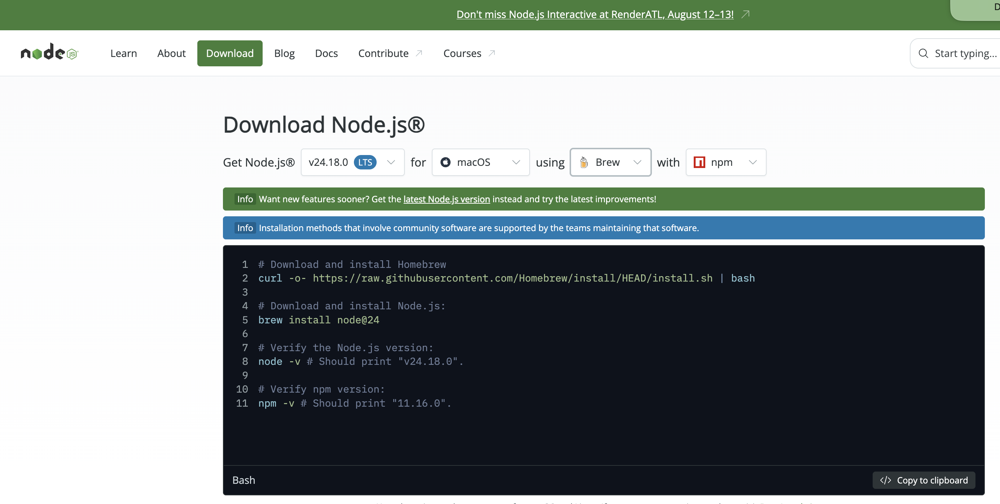 Don't miss Node.js Interactive at RenderATL, August 12–13!
node JS
Learn About Download Blog Docs Contribute Courses Start typing...
Download Node.js®
Get Node.js® v24.18.0 LTS for macOS using Brew with npm
Info Want new features sooner? Get the latest Node.js version instead and try the latest improvements!
Info Installation methods that involve community software are supported by the teams maintaining that software.
1 # Download and install Homebrew
2 curl -o- https://raw.githubusercontent.com/Homebrew/install/HEAD/install.sh | bash
3
4 # Download and install Node.js:
5 brew install node@24
6
7 # Verify the Node.js version:
8 node -v # Should print "v24.18.0".
9
10 # Verify npm version:
11 npm -v # Should print "11.16.0".
Bash </> Copy to clipboard